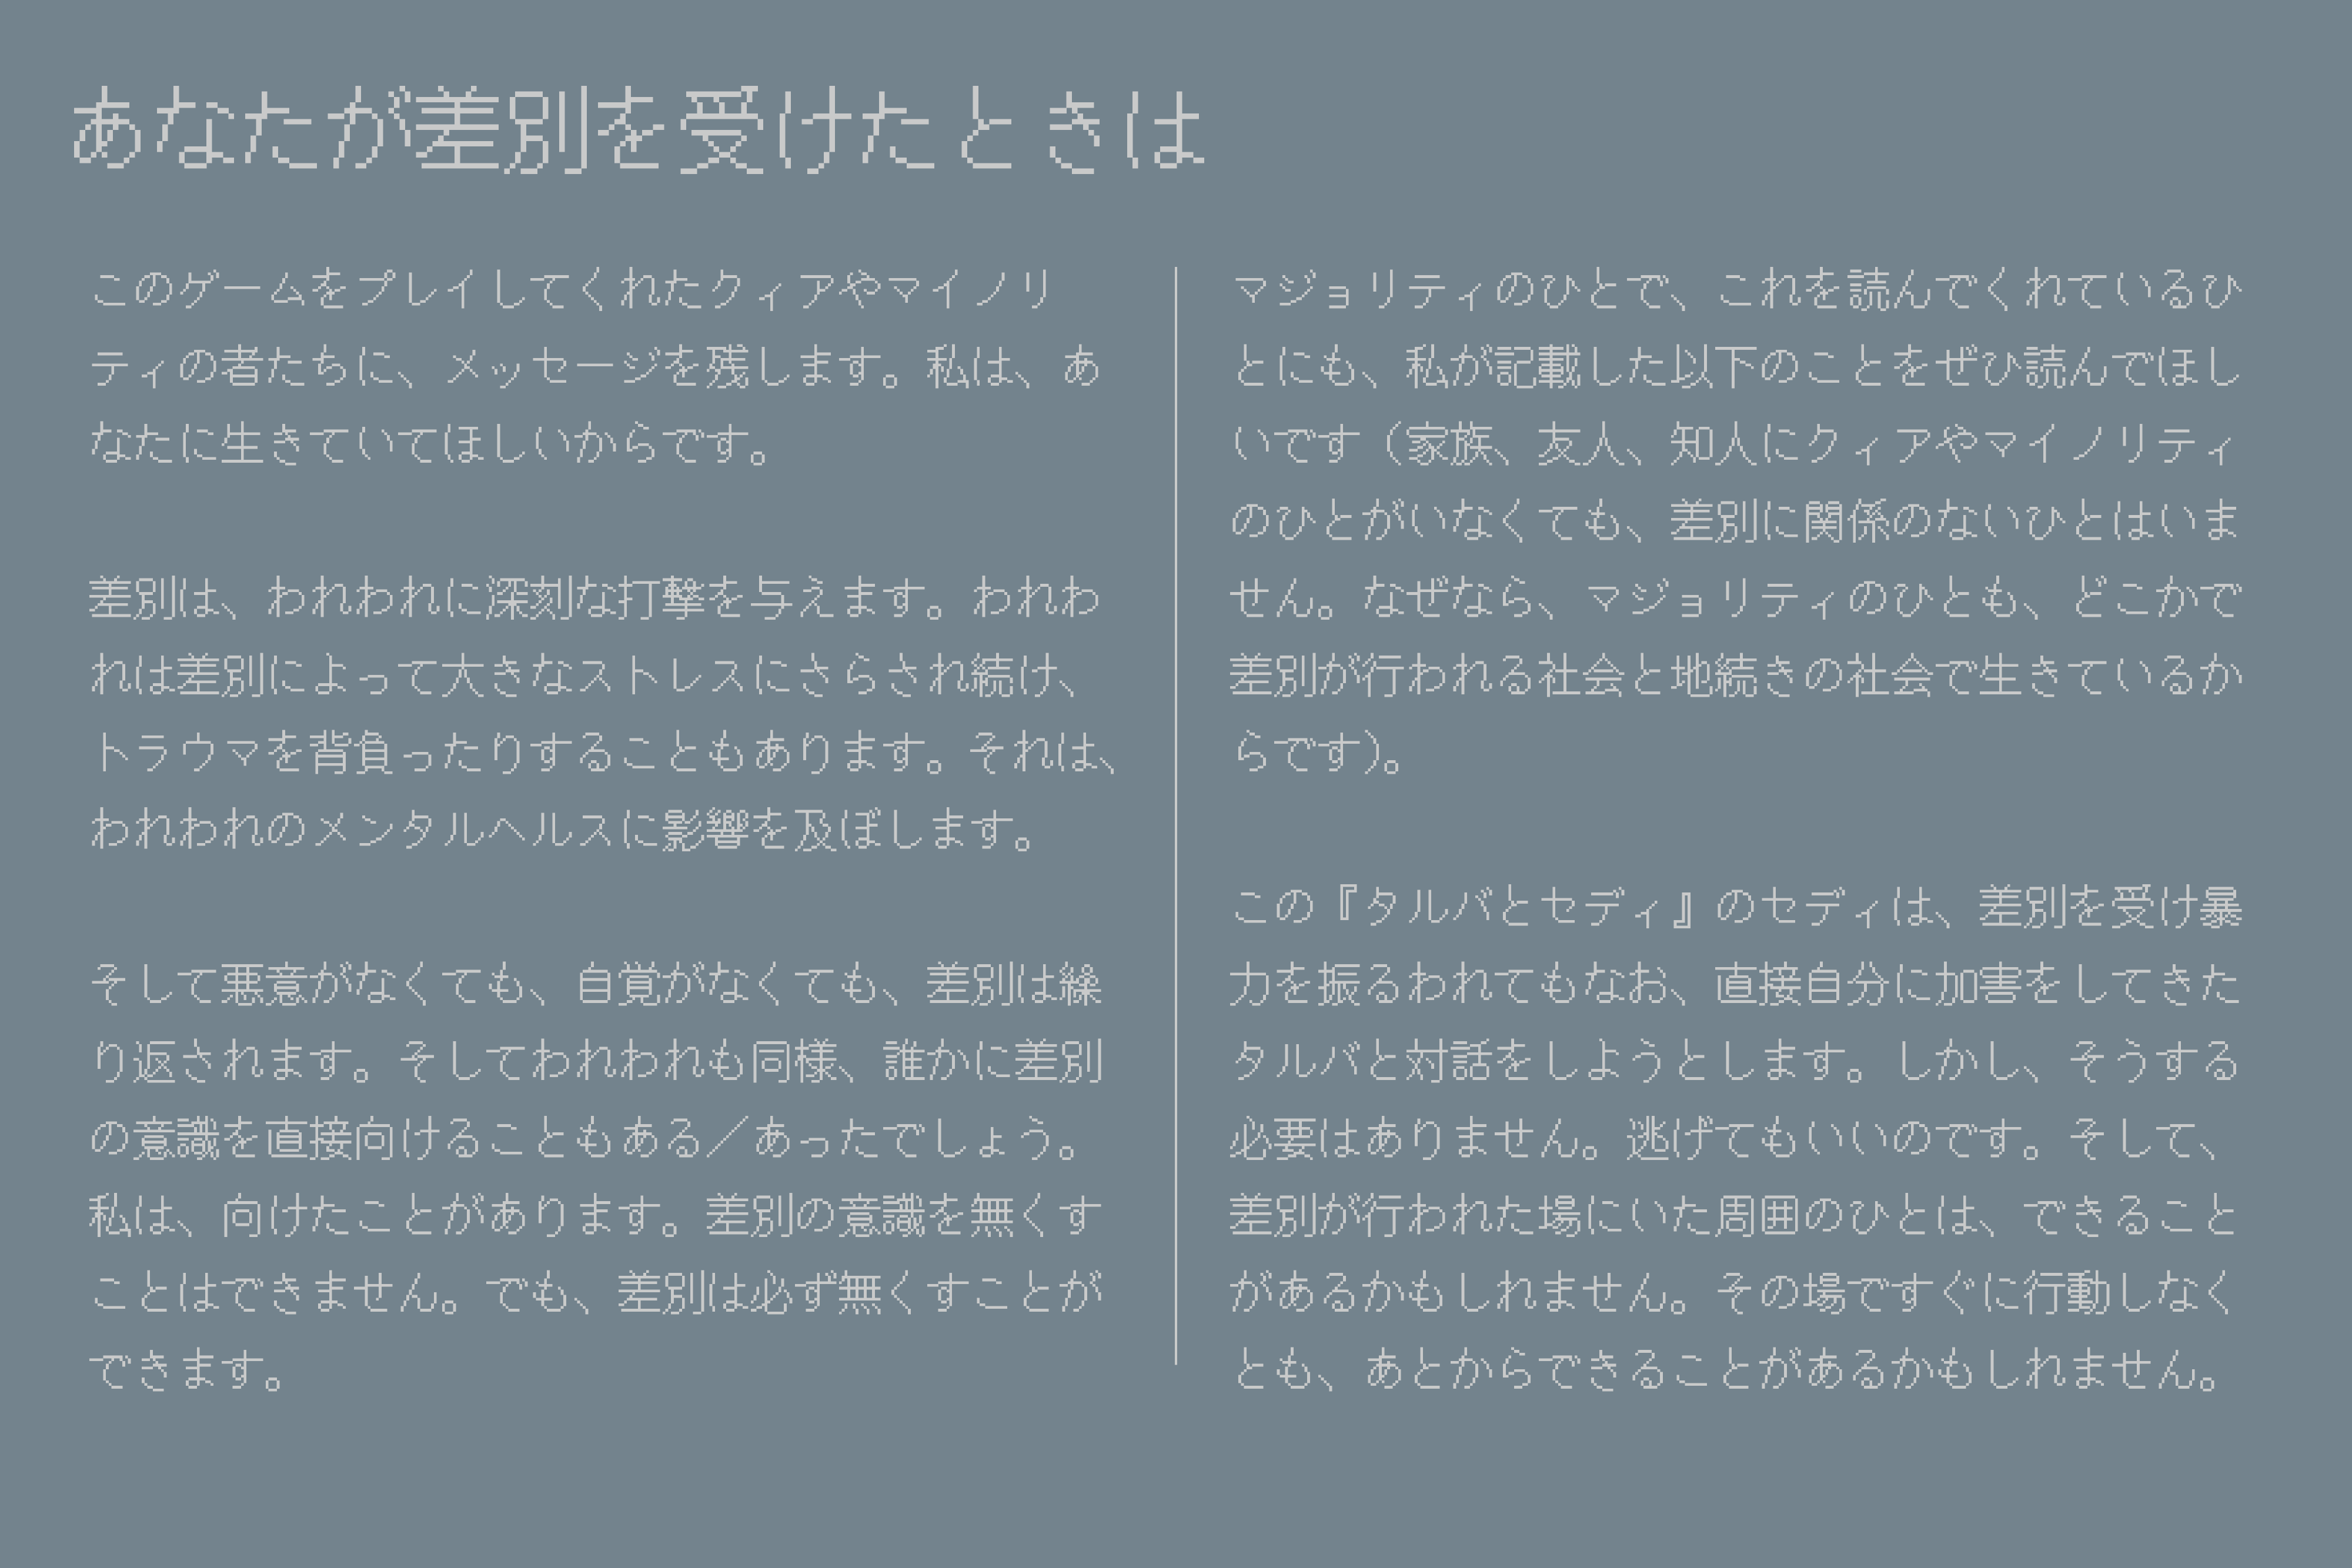 あなたが差別を受けたときは
このゲームをプレイしてくれたクィアやマイノリ
ティの者たちに、メッセージを残します。私は、あ
なたに生きていてほしいからです。
差別は、われわれに深刻な打撃を与えます。われわ
れは差別によって大きなストレスにさらされ続け、
トラウマを背負ったりすることもあります。それは、
われわれのメンタルヘルスに影響を及ぼします。
そして悪意がなくても、自覚がなくても、差別は繰
り返されます。そしてわれわれも同様、誰かに差別
の意識を直接向けることもある／あったでしょう。
私は、向けたことがあります。差別の意識を無くす
ことはできません。でも、差別は必ず無くすことが
できます。
マジョリティのひとで、これを読んでくれているひ
とにも、私が記載した以下のことをぜひ読んでほし
いです（家族、友人、知人にクィアやマイノリティ
のひとがいなくても、差別に関係のないひとはいま
せん。なぜなら、マジョリティのひとも、どこかで
差別が行われる社会と地続きの社会で生きているか
らです）。
この『タルバとセディ』のセディは、差別を受け暴
力を振るわれてもなお、直接自分に加害をしてきた
タルバと対話をしようとします。しかし、そうする
必要はありません。逃げてもいいのです。そして、
差別が行われた場にいた周囲のひとは、できること
があるかもしれません。その場ですぐに行動しなく
とも、あとからできることがあるかもしれません。